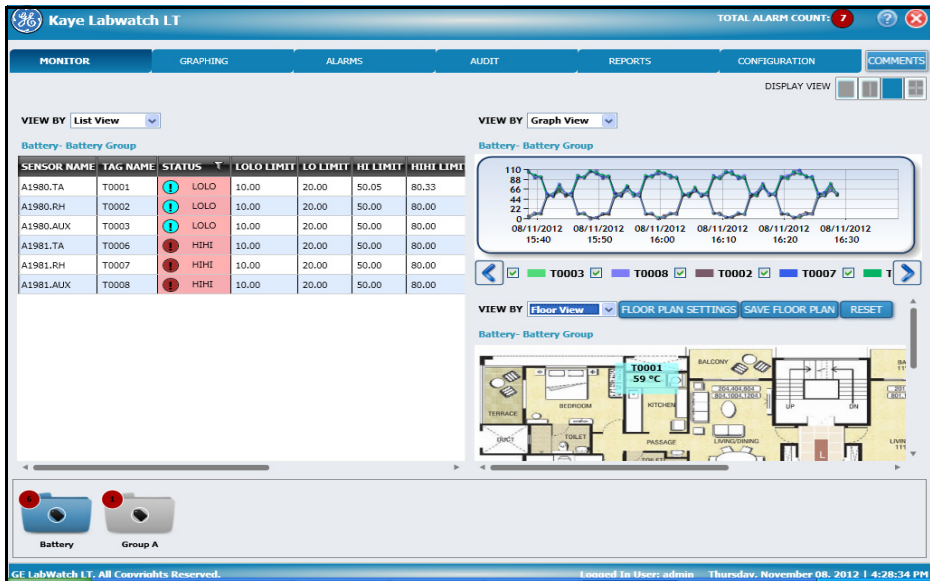 Kaye Labwatch LT
TOTAL ALARM COUNT: 7
MONITOR GRAPHING ALARMS AUDIT REPORTS CONFIGURATION COMMENTS
DISPLAY VIEW
VIEW BY List View
Battery- Battery Group
SENSOR NAME TAG NAME STATUS LOLO LIMIT LO LIMIT HI LIMIT HIHI LIMIT
A1980.TA T0001 LOLO 10.00 20.00 50.05 80.33
A1980.RH T0002 LOLO 10.00 20.00 50.00 80.00
A1980.AUX T0003 LOLO 10.00 20.00 50.00 80.00
A1981.TA T0006 HIHI 10.00 20.00 50.00 80.00
A1981.RH T0007 HIHI 10.00 20.00 50.00 80.00
A1981.AUX T0008 HIHI 10.00 20.00 50.00 80.00
VIEW BY Graph View
Battery- Battery Group
110
88
66
44
22
0
08/11/2012 08/11/2012 08/11/2012 08/11/2012 08/11/2012 08/11/2012
15:40 15:50 16:00 16:10 16:20 16:30
T0003 T0008 T0002 T0007 T
VIEW BY Floor View FLOOR PLAN SETTINGS SAVE FLOOR PLAN RESET
Battery- Battery Group
T0001
59 °C
BALCONY
BEDROOM
KITCHEN
204,404,604
804,1004,1204
TERRACE
UP DN
DUCT
TOILET
PASSAGE
LIVING/DINING
L
TOILET
6 1
Battery Group A
GE LabWatch LT, All Copyrights Reserved. Logged In User: admin Thursday, November 08, 2012 | 4:28:34 PM